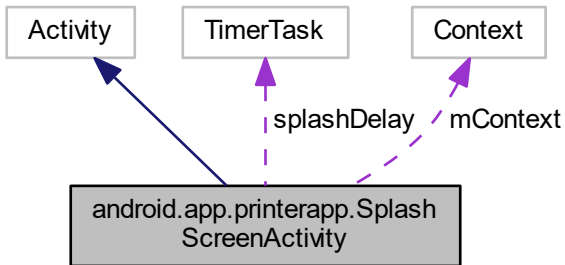 Activity
TimerTask
Context
splashDelay
mContext
android.app.printerapp.Splash
ScreenActivity